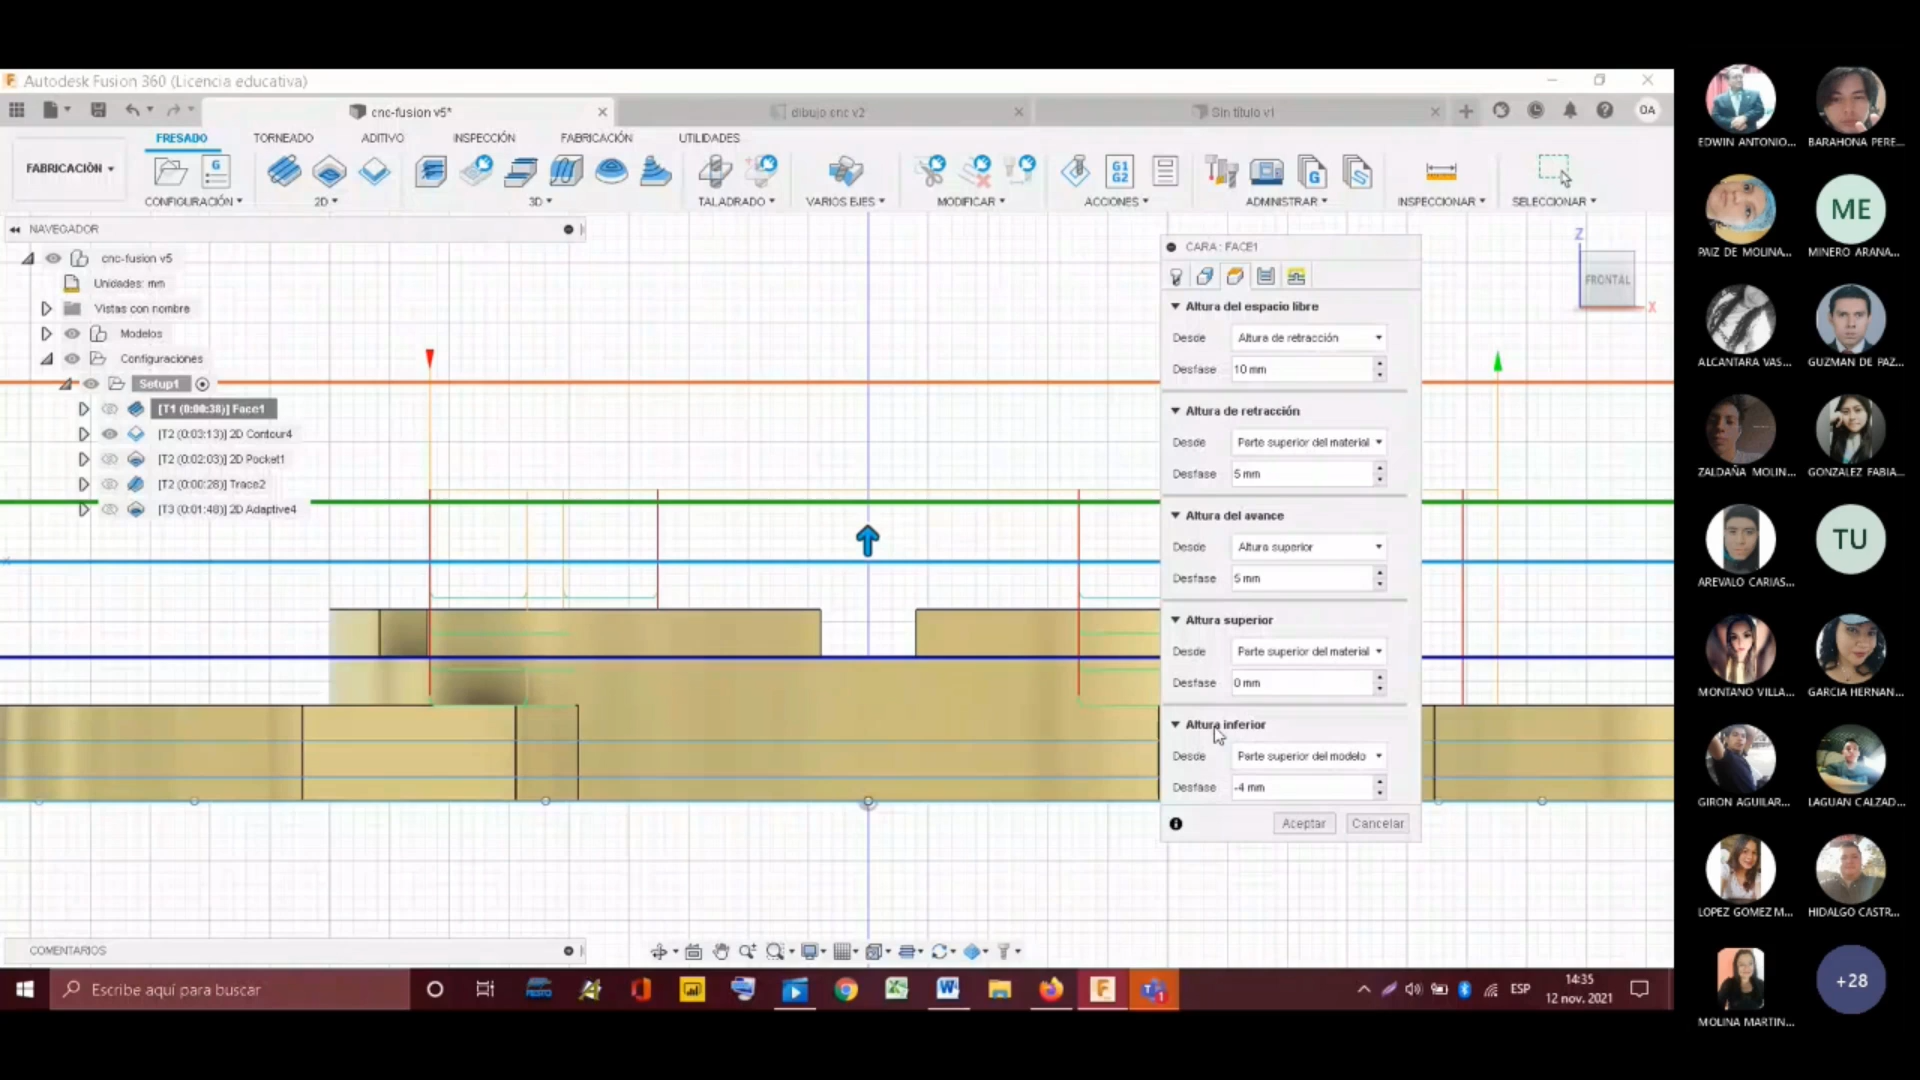 Autodesk Fusion 360 (Licencia educativa)
cnc-fusion v5*
dibujo cnc v2
Sin título v1
OA
FRESADO
TORNEADO
ADITIVO
INSPECCIÓN
FABRICACIÓN
UTILIDADES
FABRICACIÓN
G
G1
G2
G
CONFIGURACIÓN
2D
3D
TALADRADO
VARIOS EJES
MODIFICAR
ACCIONES
ADMINISTRAR
INSPECCIONAR
SELECCIONAR
NAVEGADOR
cnc-fusion v5
Unidades: mm
Vistas con nombre
Modelos
Configuraciones
Setup1
[T1 (0:00:38)] Face1
[T2 (0:03:13)] 2D Contour4
[T2 (0:02:03)] 2D Pocket1
[T2 (0:00:28)] Trace2
[T3 (0:01:48)] 2D Adaptive4
CARA : FACE1
Altura del espacio libre
Desde Altura de retracción
Desfase 10 mm
Altura de retracción
Desde Parte superior del material
Desfase 5 mm
Altura del avance
Desde Altura superior
Desfase 5 mm
Altura superior
Desde Parte superior del material
Desfase 0 mm
Altura inferior
Desde Parte superior del modelo
Desfase -4 mm
Aceptar
Cancelar
Z
FRONTAL
X
COMENTARIOS
Escribe aquí para buscar
ESP
14:35
12 nov. 2021
EDWIN ANTONIO...
BARAHONA PERE...
PAIZ DE MOLINA...
ME
MINERO ARANA...
ALCANTARA VAS...
GUZMAN DE PAZ...
ZALDAÑA MOLIN...
GONZALEZ FABIA...
AREVALO CARIAS...
TU
MONTANO VILLA...
GARCIA HERNAN...
GIRON AGUILAR...
LAGUAN CALZAD...
LOPEZ GOMEZ M...
HIDALGO CASTR...
MOLINA MARTIN...
+28